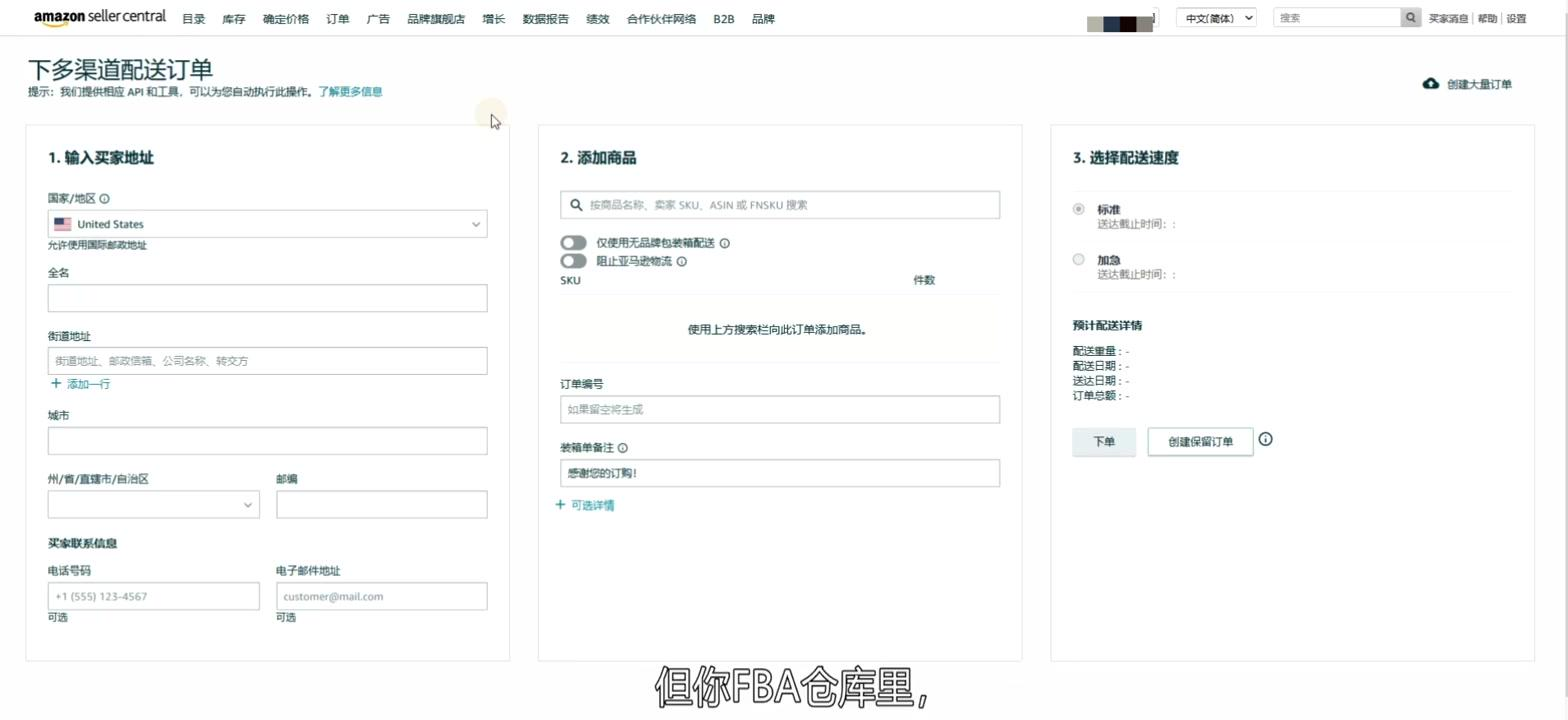 amazon seller central 目录 库存 确定价格 订单 广告 品牌旗舰店 增长 数据报告 绩效 合作伙伴网络 B2B 品牌 中文(简体) 搜索 买家消息 | 帮助 | 设置
下多渠道配送订单
提示：我们提供相应 API 和工具，可以为您自动执行此操作。了解更多信息
创建大量订单
1. 输入买家地址
国家/地区
United States
允许使用国际邮政地址
全名
街道地址
街道地址、邮政信箱、公司名称、转交方
+ 添加一行
城市
州/省/直辖市/自治区 邮编
买家联系信息
电话号码 电子邮件地址
+1 (555) 123-4567 customer@mail.com
可选 可选
2. 添加商品
按商品名称、卖家 SKU、ASIN 或 FNSKU 搜索
仅使用无品牌包装箱配送
阻止亚马逊物流
SKU 件数
使用上方搜索栏向此订单添加商品。
订单编号
如果留空将生成
装箱单备注
感谢您的订购!
+ 可选详情
3. 选择配送速度
标准
送达截止时间：:
加急
送达截止时间：:
预计配送详情
配送重量：-
配送日期：-
送达日期：-
订单总额：-
下单 创建保留订单
但你FBA仓库里，